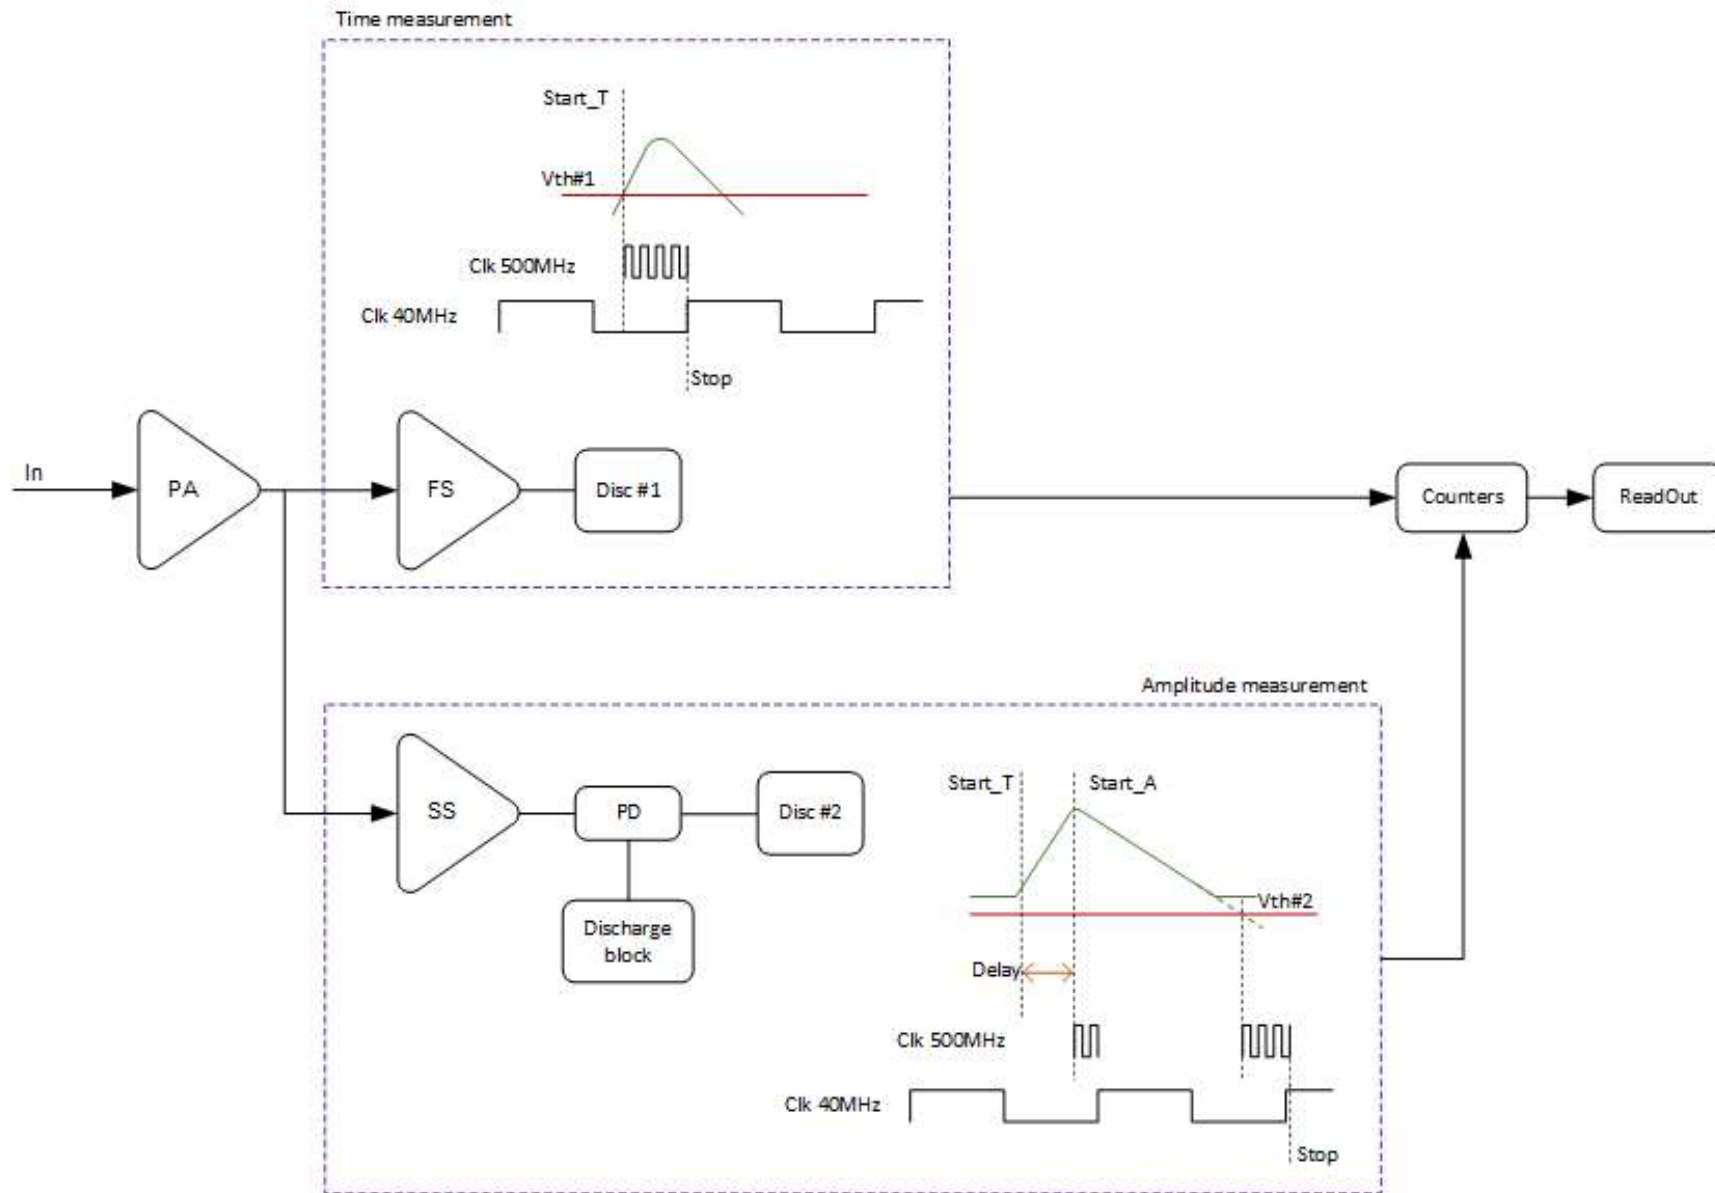 Time measurement
Start_T
Vth#1
Clk 500MHz
Clk 40MHz
Stop
In
PA
FS
Disc #1
Counters
ReadOut
Amplitude measurement
SS
PD
Disc #2
Discharge
block
Start_T
Start_A
Vth#2
Delay
Clk 500MHz
Clk 40MHz
Stop